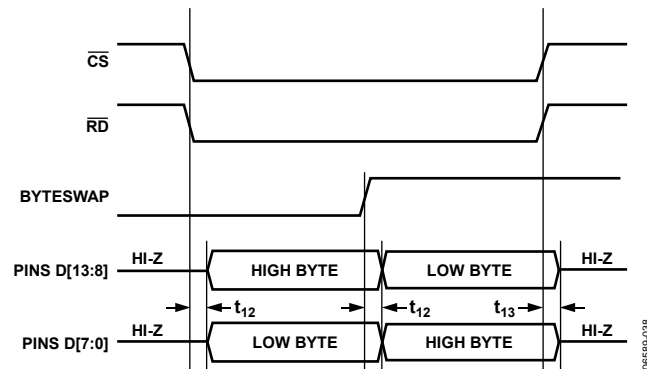 CS
RD
BYTESWAP
PINS D[13:8] HI-Z HIGH BYTE LOW BYTE HI-Z
t12 t12 t13
PINS D[7:0] HI-Z LOW BYTE HIGH BYTE HI-Z
06589-038